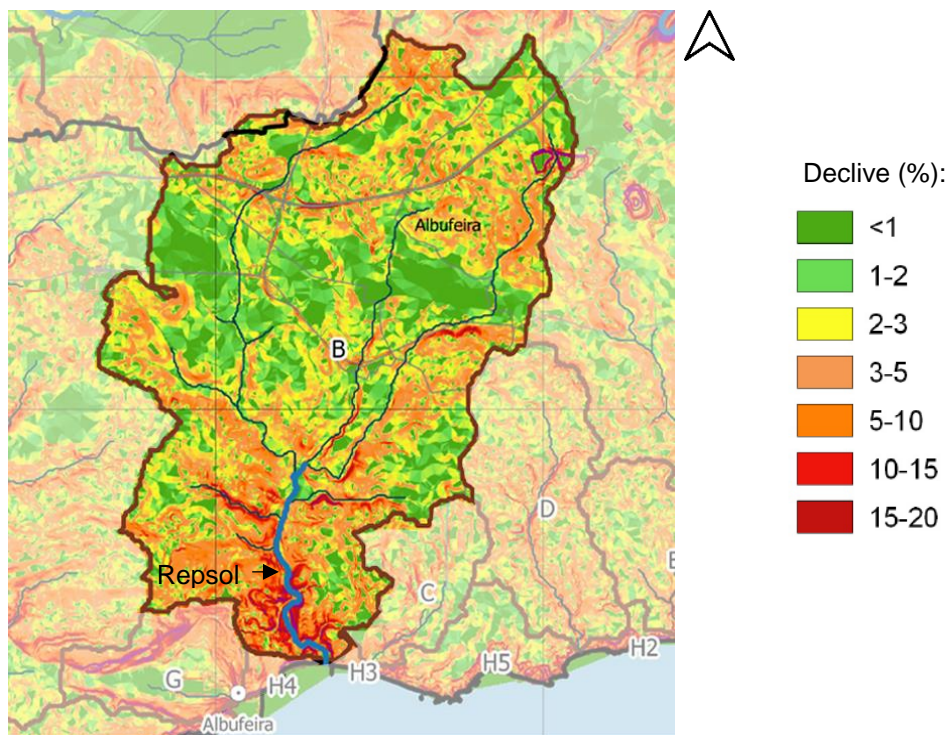 Declive (%):
<1
1-2
2-3
3-5
5-10
10-15
15-20
Albufeira
B
D
E
Repsol
C
G
H4
H3
H5
H2
Albufeira